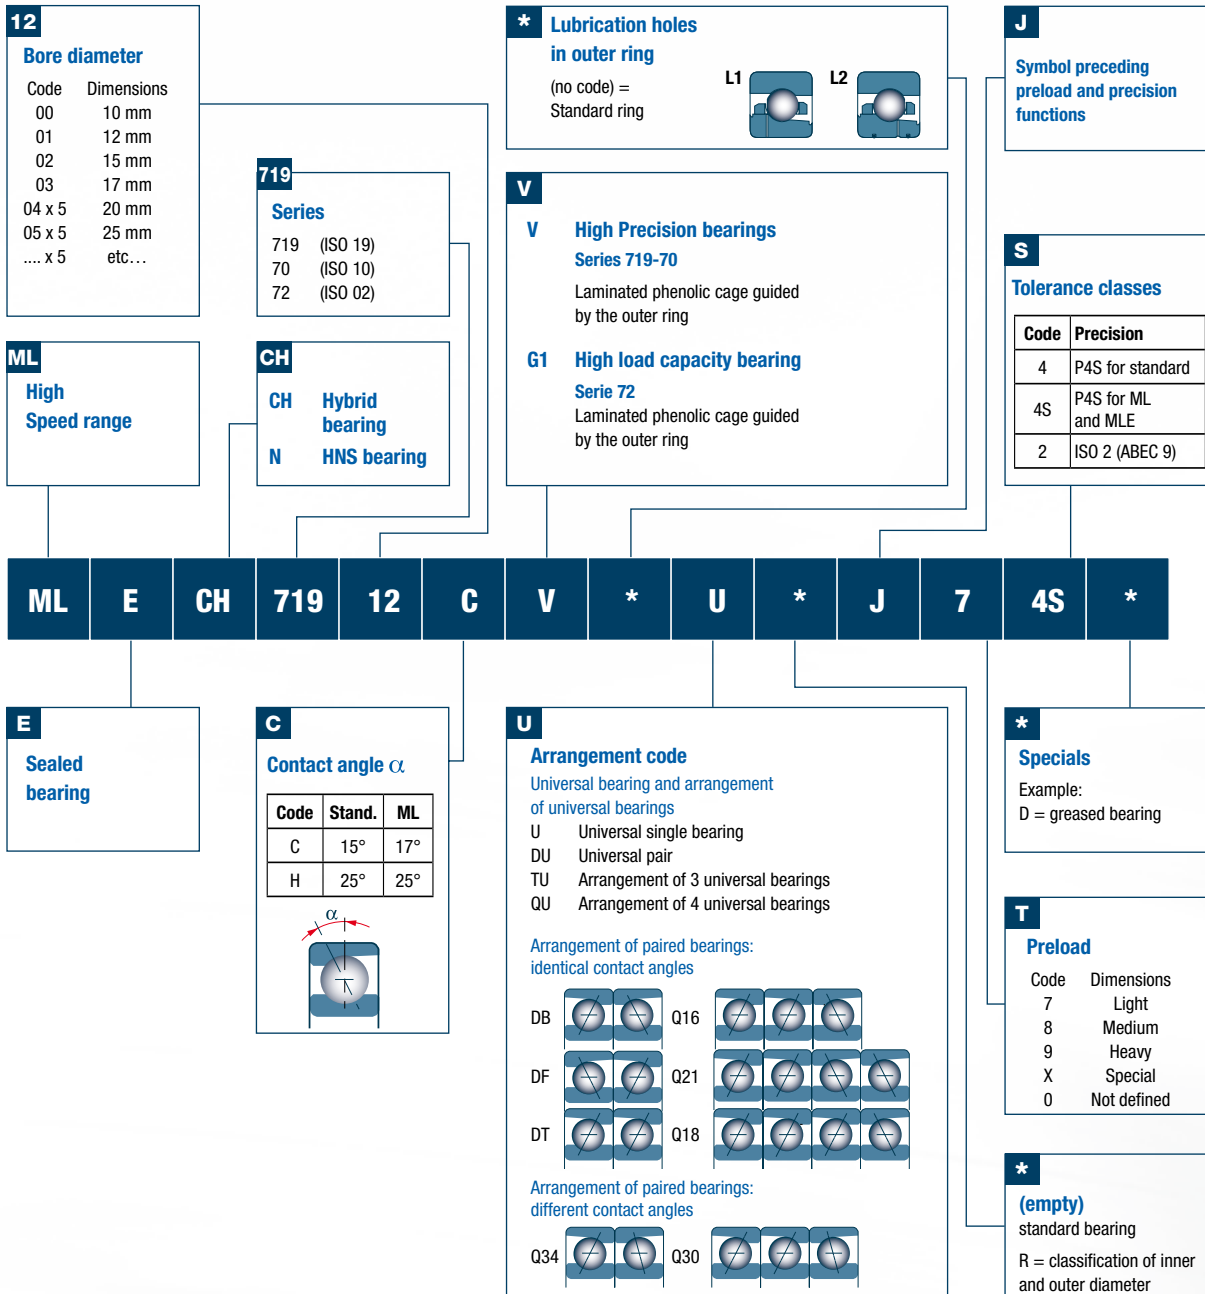 12
Bore diameter
Code Dimensions
00 10 mm
01 12 mm
02 15 mm
03 17 mm
04 x 5 20 mm
05 x 5 25 mm
.... x 5 etc...
719
Series
719 (ISO 19)
70 (ISO 10)
72 (ISO 02)
* Lubrication holes
in outer ring
(no code) =
Standard ring
L1 L2
J
Symbol preceding
preload and precision
functions
ML
High
Speed range
CH
CH Hybrid
bearing
N HNS bearing
V
V High Precision bearings
Series 719-70
Laminated phenolic cage guided
by the outer ring
G1 High load capacity bearing
Serie 72
Laminated phenolic cage guided
by the outer ring
S
Tolerance classes
Code Precision
4 P4S for standard
4S P4S for ML
and MLE
2 ISO 2 (ABEC 9)
ML E CH 719 12 C V * U * J 7 4S *
E
Sealed
bearing
C
Contact angle α
Code Stand. ML
C 15° 17°
H 25° 25°
α
U
Arrangement code
Universal bearing and arrangement
of universal bearings
U Universal single bearing
DU Universal pair
TU Arrangement of 3 universal bearings
QU Arrangement of 4 universal bearings
Arrangement of paired bearings:
identical contact angles
DB Q16
DF Q21
DT Q18
Arrangement of paired bearings:
different contact angles
Q34 Q30
*
Specials
Example:
D = greased bearing
T
Preload
Code Dimensions
7 Light
8 Medium
9 Heavy
X Special
0 Not defined
*
(empty)
standard bearing
R = classification of inner
and outer diameter